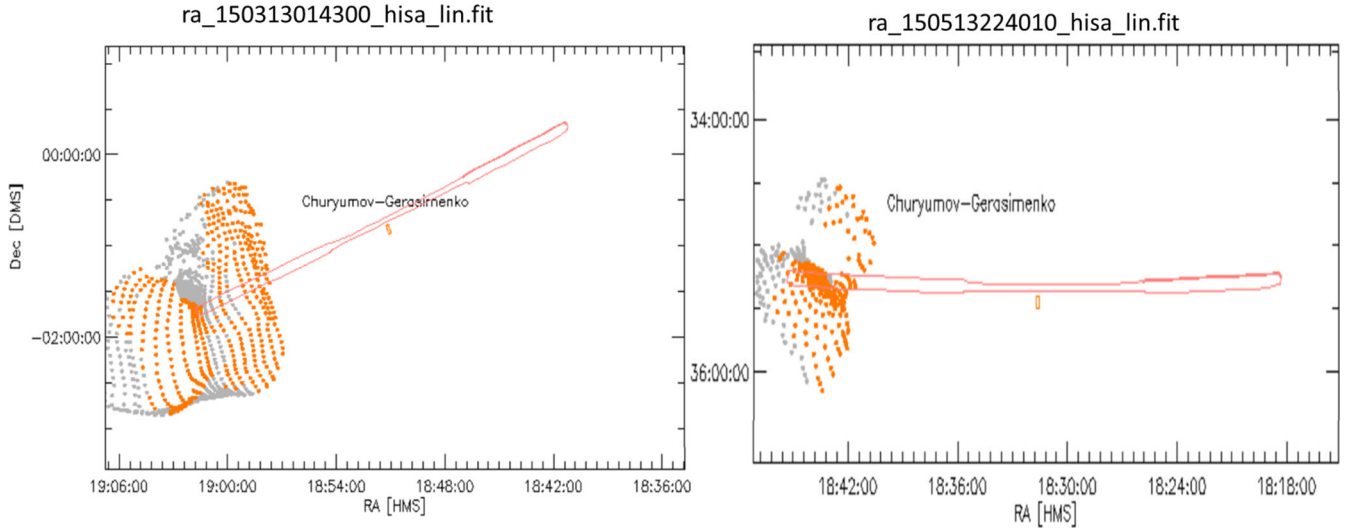 ra_150313014300_hisa_lin.fit
Dec [DMS]
00:00:00
-02:00:00
Churyumov-Gerasimenko
19:06:00 19:00:00 18:54:00 18:48:00 18:42:00 18:36:00
RA [HMS]
ra_150513224010_hisa_lin.fit
34:00:00
36:00:00
Churyumov-Gerasimenko
18:42:00 18:36:00 18:30:00 18:24:00 18:18:00
RA [HMS]